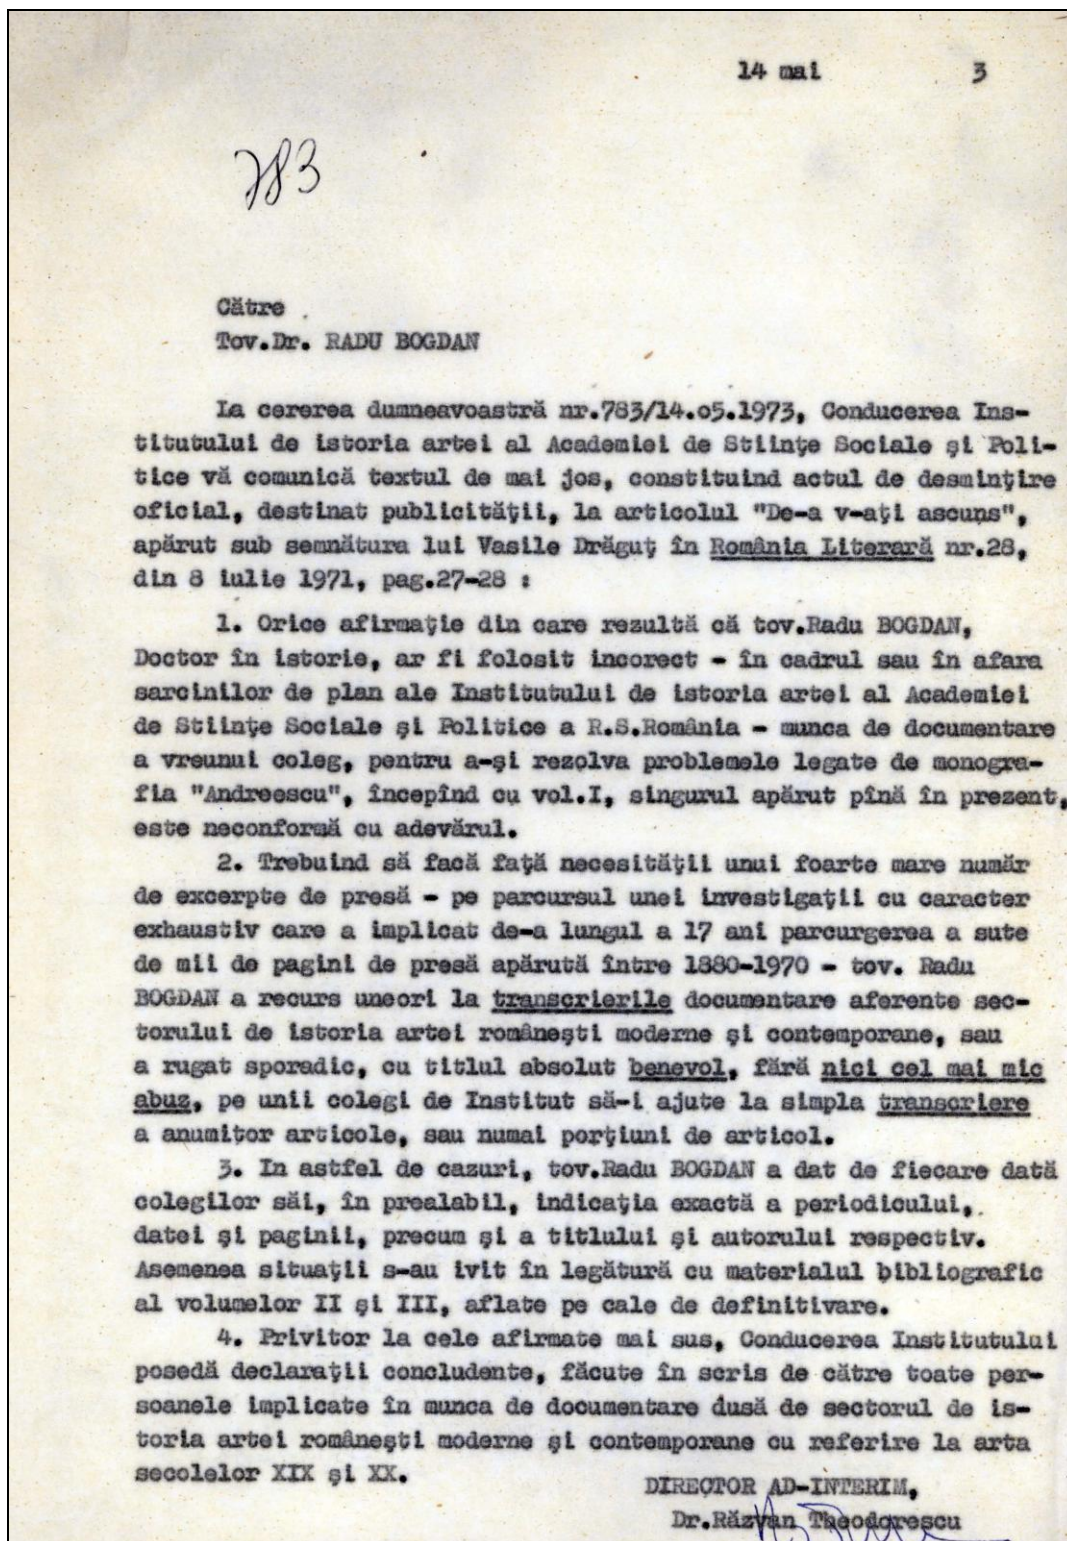 14 mai 3
783
Către
Tov.Dr. RADU BOGDAN
La cererea dumneavoastră nr.783/14.05.1973, Conducerea Ins-
titutului de istoria artei al Academiei de Stiințe Sociale și Poli-
tice vă comunică textul de mai jos, constituind actul de desmințire
oficial, destinat publicității, la articolul "De-a v-ați ascuns",
apărut sub semnătura lui Vasile Drăguț în România Literară nr.28,
din 8 iulie 1971, pag.27-28 :
1. Orice afirmație din care rezultă că tov.Radu BOGDAN,
Doctor în istorie, ar fi folosit incorect - în cadrul sau în afara
sarcinilor de plan ale Institutului de istoria artei al Academiei
de Stiințe Sociale și Politice a R.S.România - munca de documentare
a vreunui coleg, pentru a-și rezolva problemele legate de monogra-
fia "Andreescu", începînd cu vol.I, singurul apărut pînă în prezent,
este neconformă cu adevărul.
2. Trebuind să facă față necesității unui foarte mare număr
de excerpte de presă - pe parcursul unei investigații cu caracter
exhaustiv care a implicat de-a lungul a 17 ani parcurgerea a sute
de mii de pagini de presă apărută între 1880-1970 - tov. Radu
BOGDAN a recurs uneori la transcrierile documentare aferente sec-
torului de istoria artei românești moderne și contemporane, sau
a rugat sporadic, cu titlul absolut benevol, fără nici cel mai mic
abuz, pe unii colegi de Institut să-i ajute la simpla transcriere
a anumitor articole, sau numai porțiuni de articol.
3. In astfel de cazuri, tov.Radu BOGDAN a dat de fiecare dată
colegilor săi, în prealabil, indicația exactă a periodicului,
datei și paginii, precum și a titlului și autorului respectiv.
Asemenea situații s-au ivit în legătură cu materialul bibliografic
al volumelor II și III, aflate pe cale de definitivare.
4. Privitor la cele afirmate mai sus, Conducerea Institutului
posedă declarații concludente, făcute în scris de către toate per-
soanele implicate în munca de documentare dusă de sectorul de is-
toria artei românești moderne și contemporane cu referire la arta
secolelor XIX și XX.
DIRECTOR AD-INTERIM,
Dr.Răzvan Theodorescu